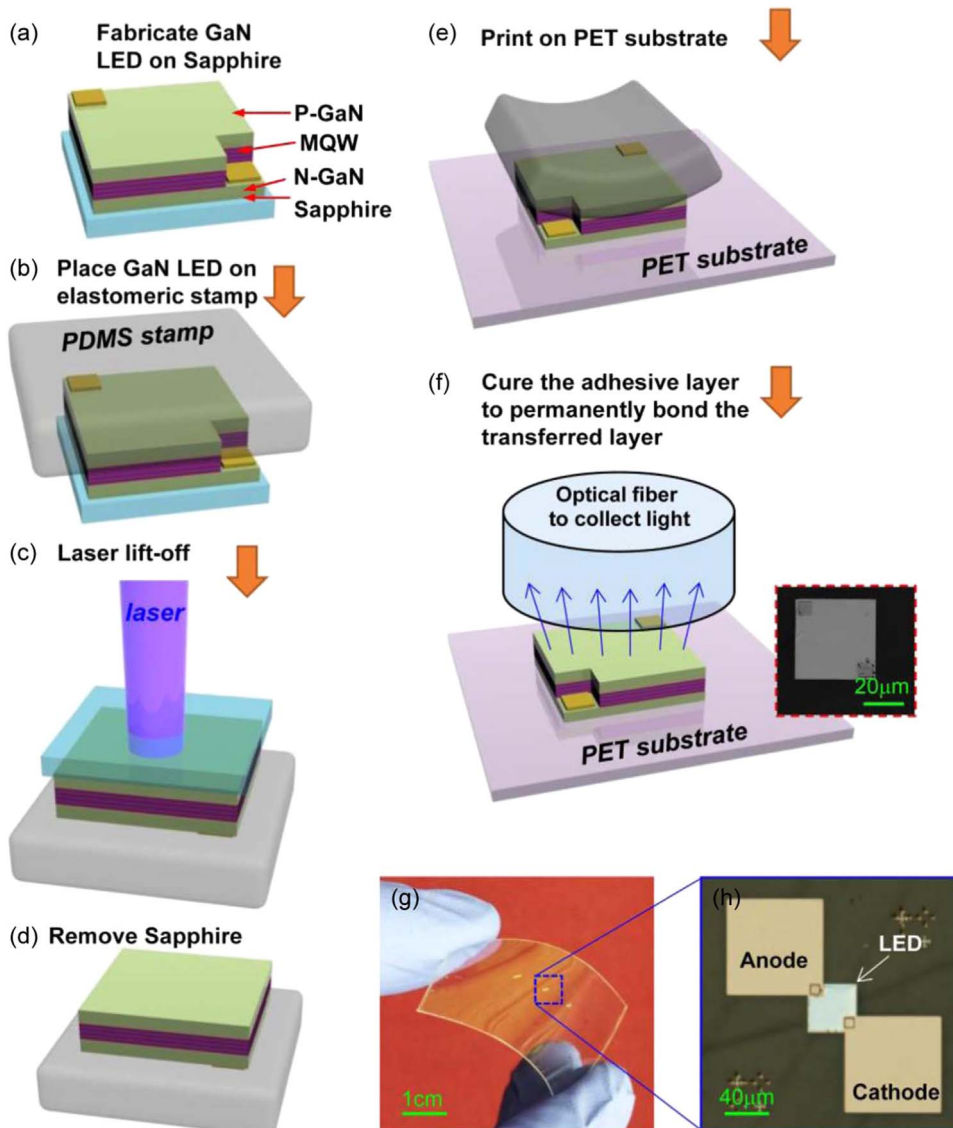 (a)
Fabricate GaN
LED on Sapphire
P-GaN
MQW
N-GaN
Sapphire
(b)
Place GaN LED on
elastomeric stamp
PDMS stamp
(c)
Laser lift-off
laser
(d)
Remove Sapphire
(e)
Print on PET substrate
PET substrate
(f)
Cure the adhesive layer
to permanently bond the
transferred layer
Optical fiber
to collect light
20μm
PET substrate
(g)
1cm
(h)
LED
Anode
Cathode
40μm